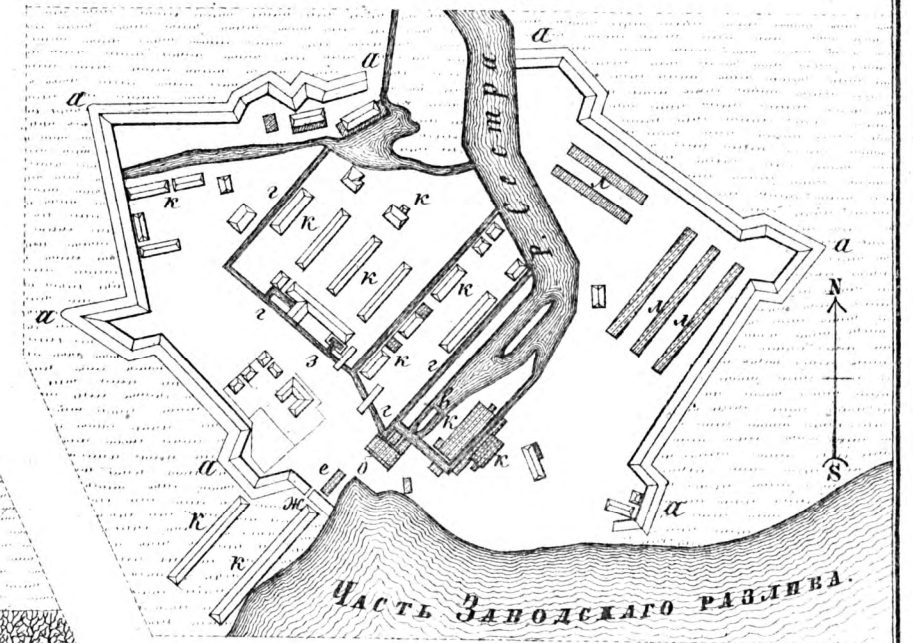 а
а
а
р. Сестра
л
к
г
к
а
N
к
к
м
м
а
г
з
к
г
в
г
к
к
а
о
е
S
ж
а
к
к
Часть Заводскаго разлива.